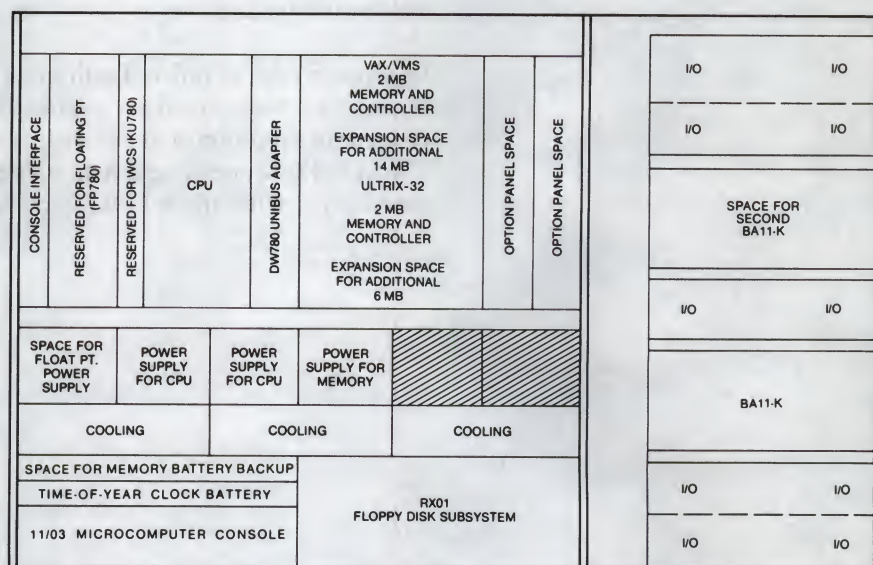 CONSOLE INTERFACE
RESERVED FOR FLOATING PT
(FP780)
RESERVED FOR WCS (KU780)
CPU
DW780 UNIBUS ADAPTER
VAX/VMS
2 MB
MEMORY AND
CONTROLLER
EXPANSION SPACE
FOR ADDITIONAL
14 MB
ULTRIX-32
2 MB
MEMORY AND
CONTROLLER
EXPANSION SPACE
FOR ADDITIONAL
6 MB
OPTION PANEL SPACE
OPTION PANEL SPACE
SPACE FOR
FLOAT PT.
POWER
SUPPLY
POWER
SUPPLY
FOR CPU
POWER
SUPPLY
FOR CPU
POWER
SUPPLY FOR
MEMORY
COOLING
COOLING
COOLING
SPACE FOR MEMORY BATTERY BACKUP
TIME-OF-YEAR CLOCK BATTERY
11/03 MICROCOMPUTER CONSOLE
RX01
FLOPPY DISK SUBSYSTEM
I/O I/O
I/O I/O
SPACE FOR
SECOND
BA11-K
I/O I/O
BA11-K
I/O I/O
I/O I/O